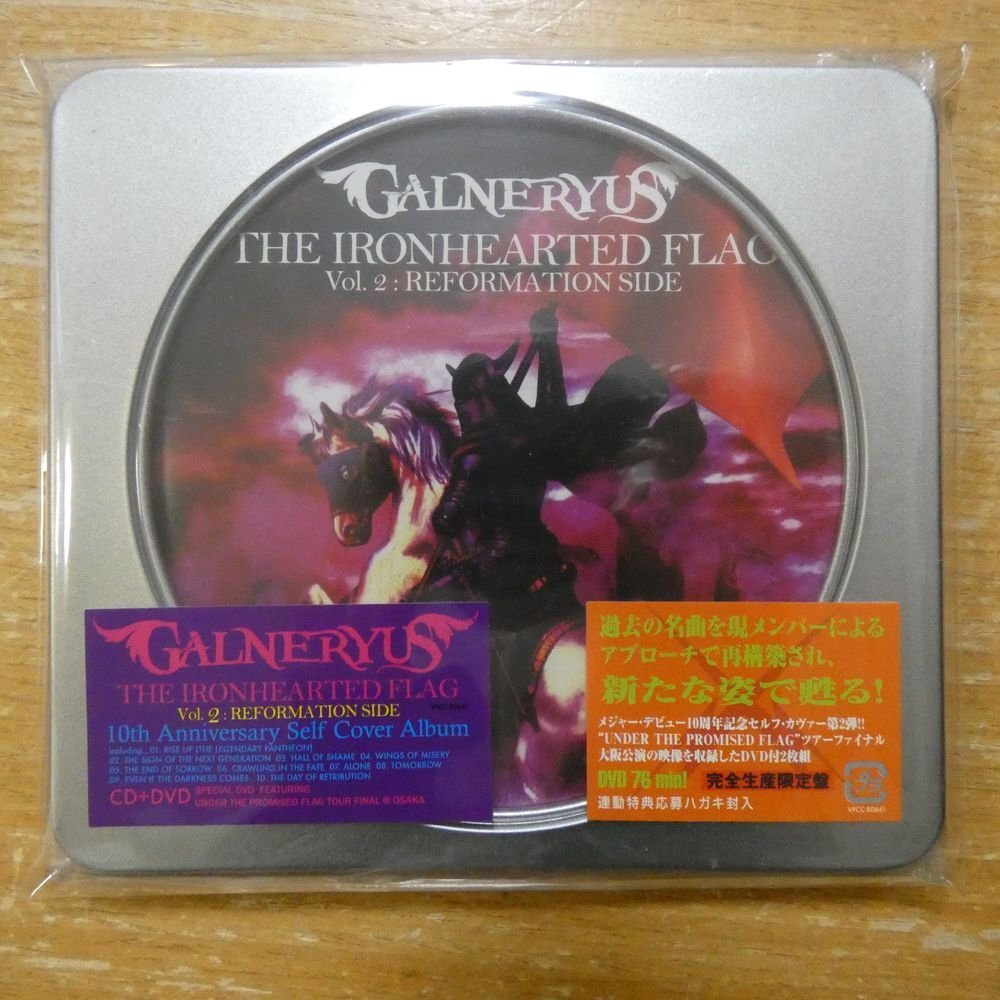 GALNERYUS
THE IRONHEARTED FLAG
Vol. 2 : REFORMATION SIDE
GALNERYUS
THE IRONHEARTED FLAG
Vol. 2 : REFORMATION SIDE
VPCC-80661
10th Anniversary Self Cover Album
including... 01. RISE UP (THE LEGENDARY PANTHEON)
02. THE SIGN OF THE NEXT GENERATION 03. HALL OF SHAME 04. WINGS OF MISERY
05. THE END OF SORROW 06. CRAWLING IN THE FATE 07. ALONE 08. TOMORROW
09. EVEN IF THE DARKNESS COMES.. 10. THE DAY OF RETRIBUTION
CD+DVD SPECIAL DVD FEATURING
UNDER THE PROMISED FLAG TOUR FINAL @ OSAKA
過去の名曲を現メンバーによる
アプローチで再構築され、
新たな姿で甦る!
メジャー・デビュー10周年記念セルフ・カヴァー第2弾!!
"UNDER THE PROMISED FLAG"ツアーファイナル
大阪公演の映像を収録したDVD付2枚組
DVD 76 min! 完全生産限定盤
連動特典応募ハガキ封入
VPCC-80661